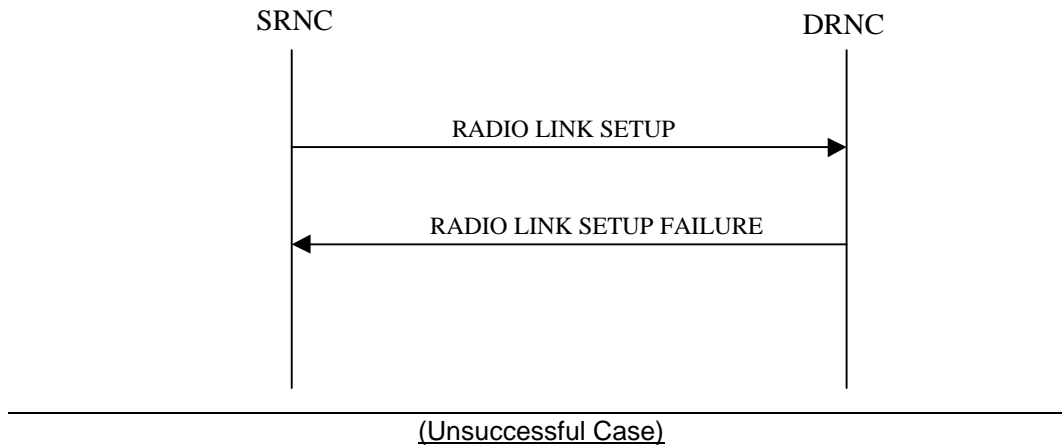 SRNC
DRNC
RADIO LINK SETUP
RADIO LINK SETUP FAILURE
(Unsuccessful Case)